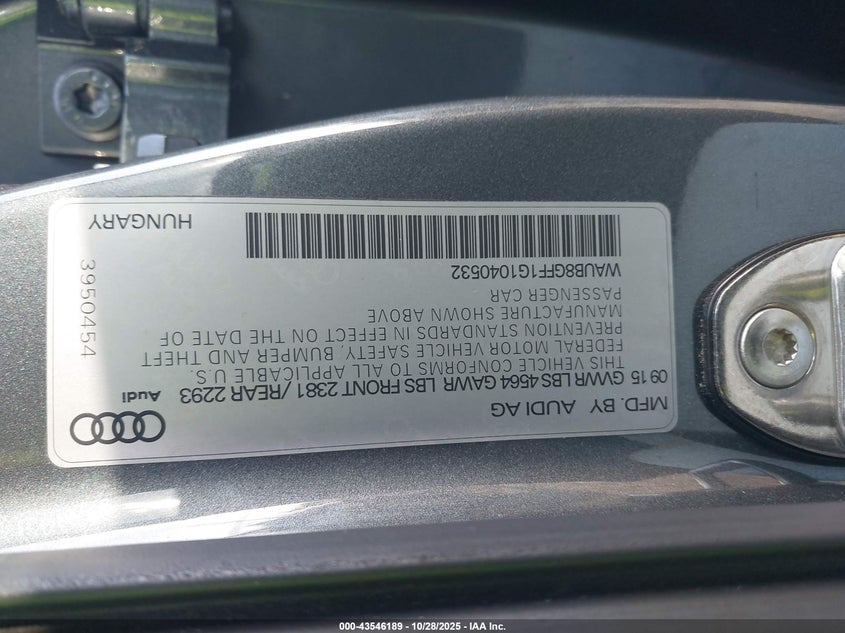 MFD. BY AUDI AG
09 15 GVWR LBS 4564 GAWR LBS FRONT 2381 / REAR 2293
THIS VEHICLE CONFORMS TO ALL APPLICABLE U.S.
FEDERAL MOTOR VEHICLE SAFETY, BUMPER AND THEFT
PREVENTION STANDARDS IN EFFECT ON THE DATE OF
MANUFACTURE SHOWN ABOVE
PASSENGER CAR
WAUB8GFF1G1040532
Audi
3950454
HUNGARY
000-43546189 - 10/28/2025 - IAA Inc.